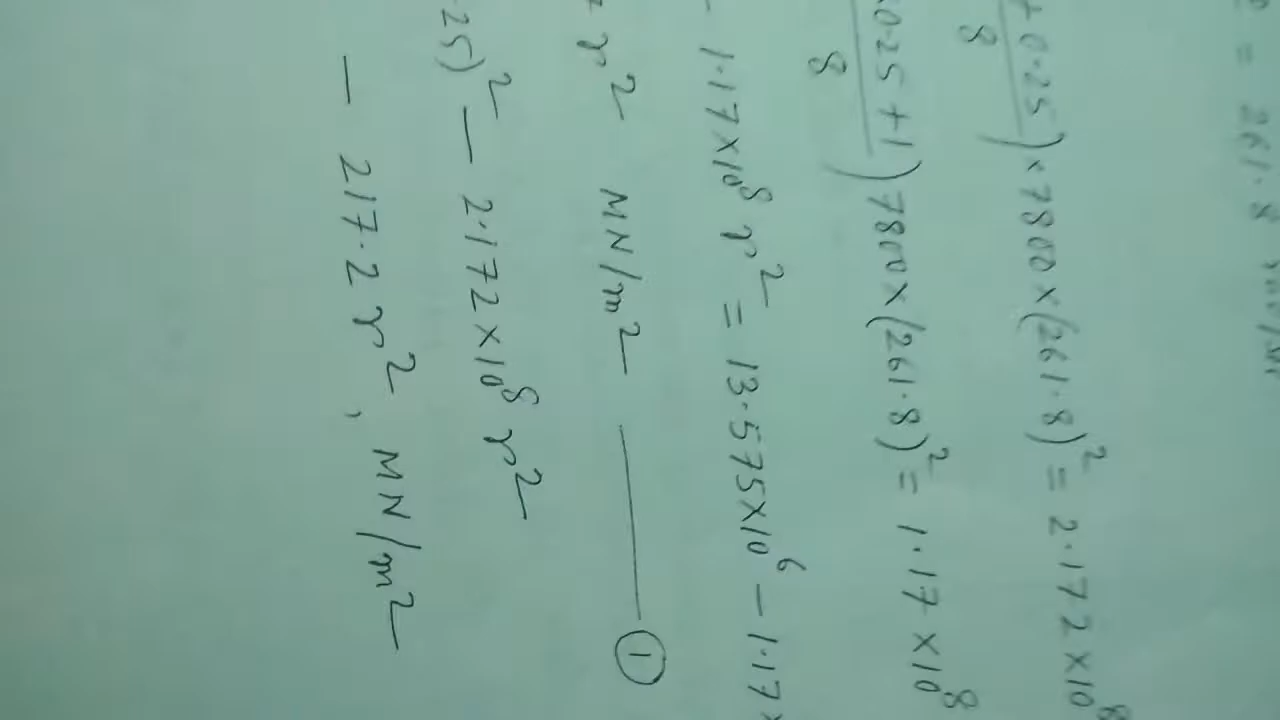 = 261.8
+ 0.25
8
) × 7800 × (261.8)² = 2.172 × 10⁸
×0.25 + 1
8
) 7800 × (261.8)² = 1.17 × 10⁸
- 1.17 × 10⁸ r² = 13.575 × 10⁶ - 1.17 ×
r² MN/m² ——— ①
.25)² - 2.172 × 10⁸ r²
- 217.2 r², MN/m²